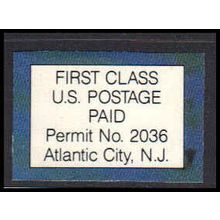 FIRST CLASS
U.S. POSTAGE
PAID
Permit No. 2036
Atlantic City, N.J.